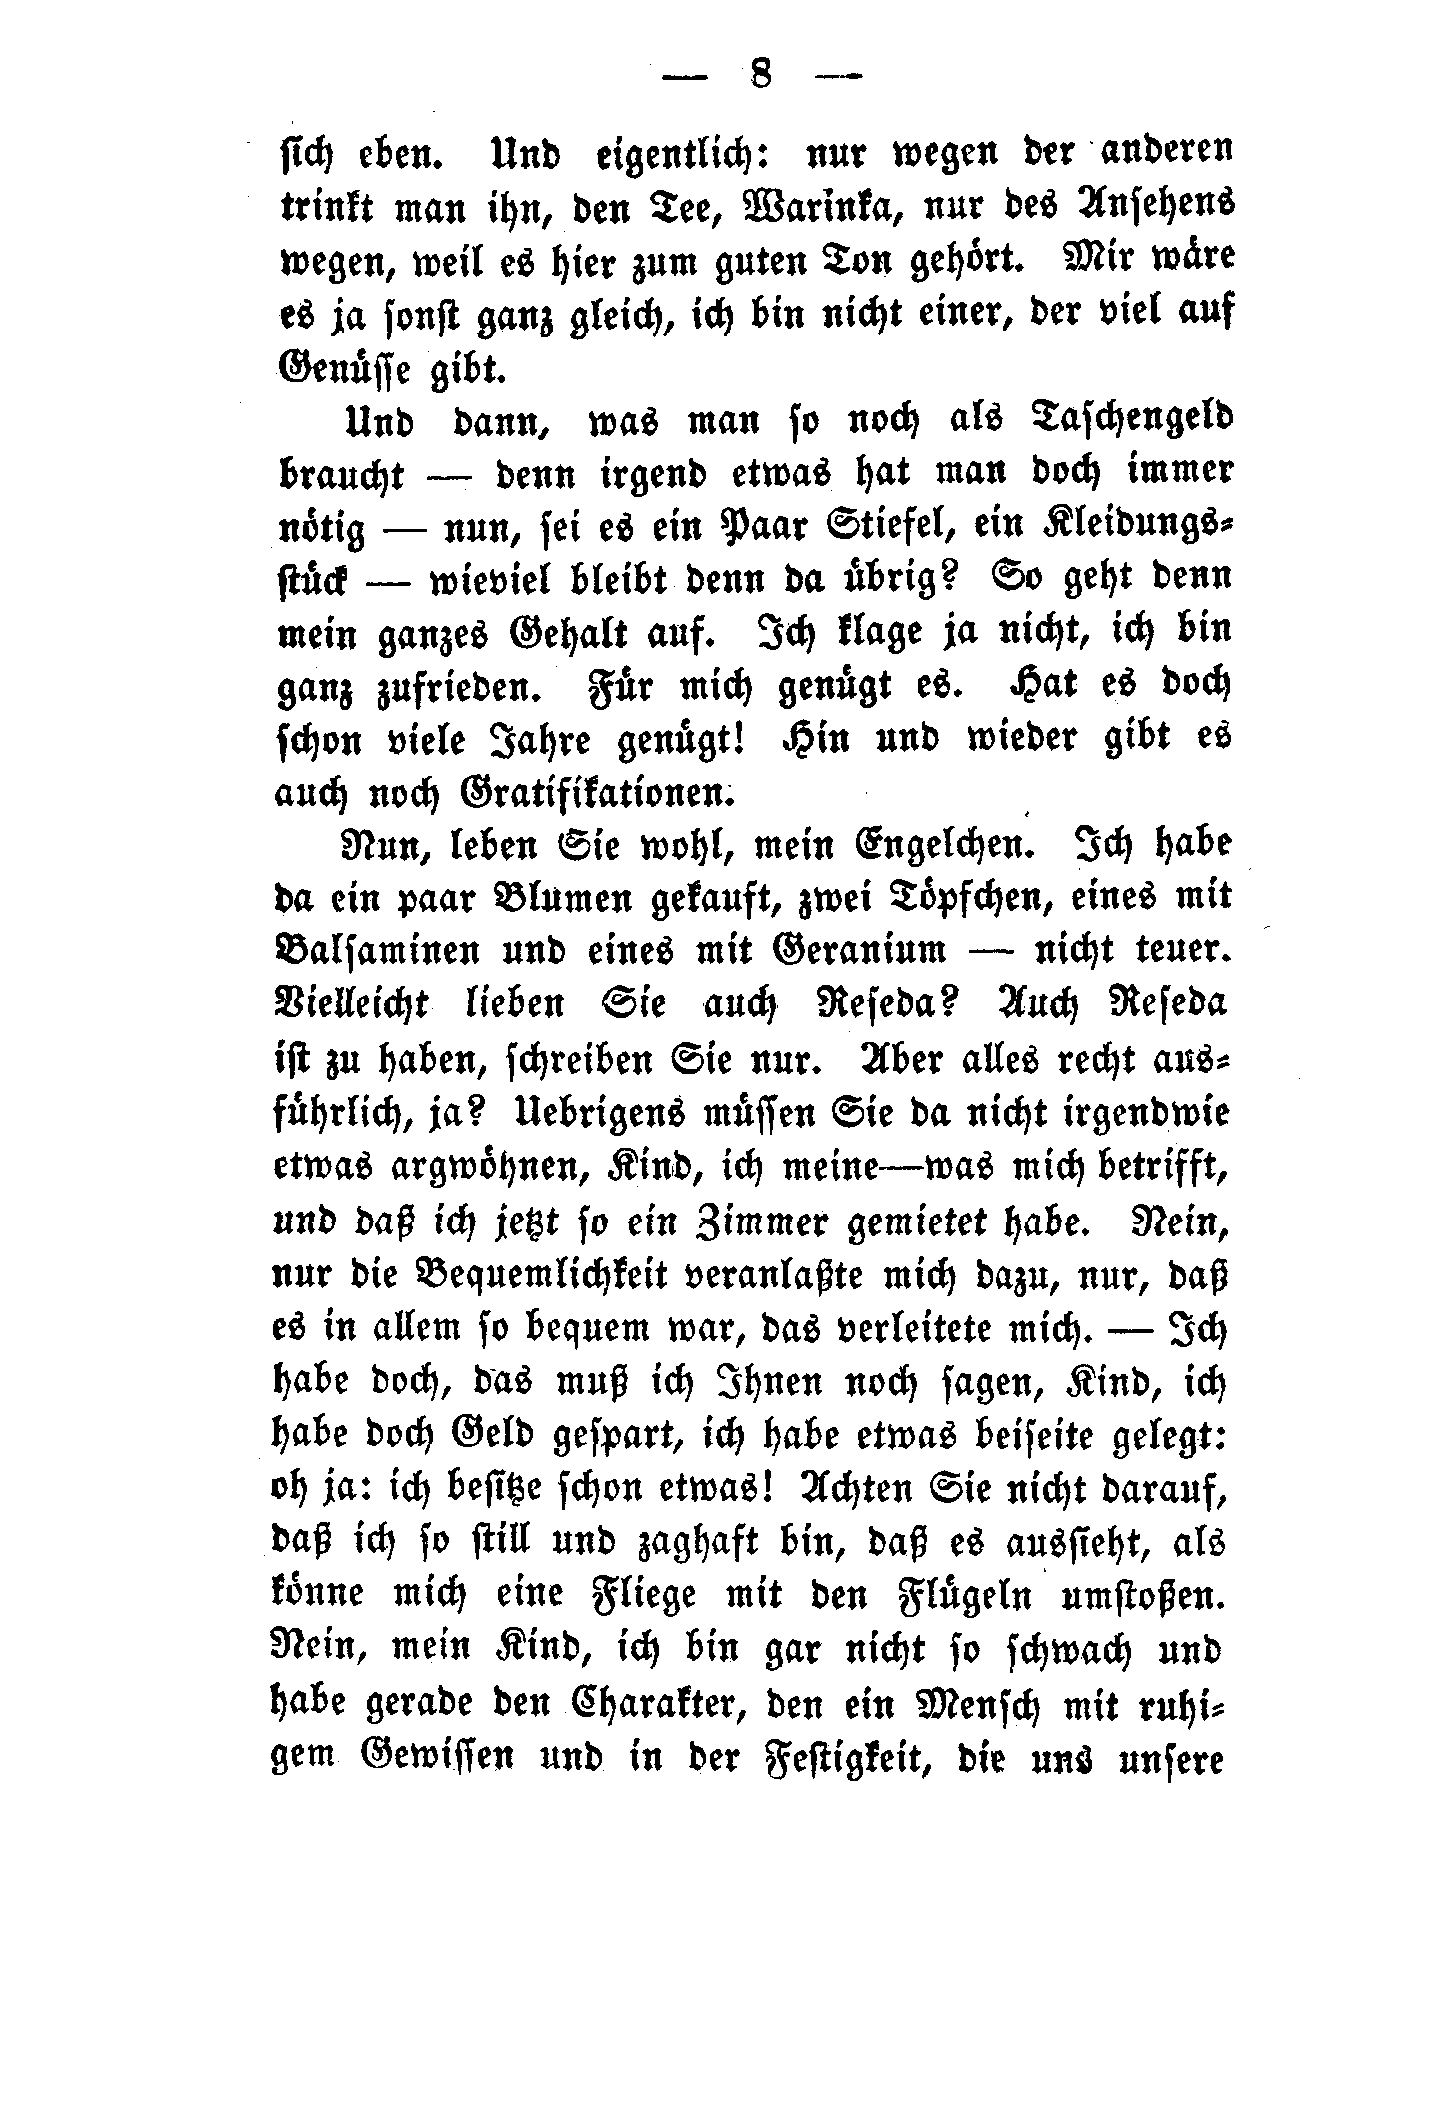 — 8 —
sich eben. Und eigentlich: nur wegen der anderen
trinkt man ihn, den Tee, Warinka, nur des Ansehens
wegen, weil es hier zum guten Ton gehört. Mir wäre
es ja sonst ganz gleich, ich bin nicht einer, der viel auf
Genüsse gibt.
Und dann, was man so noch als Taschengeld
braucht — denn irgend etwas hat man doch immer
nötig — nun, sei es ein Paar Stiefel, ein Kleidungs-
stück — wieviel bleibt denn da übrig? So geht denn
mein ganzes Gehalt auf. Ich klage ja nicht, ich bin
ganz zufrieden. Für mich genügt es. Hat es doch
schon viele Jahre genügt! Hin und wieder gibt es
auch noch Gratifikationen.
Nun, leben Sie wohl, mein Engelchen. Ich habe
da ein paar Blumen gekauft, zwei Töpfchen, eines mit
Balsaminen und eines mit Geranium — nicht teuer.
Vielleicht lieben Sie auch Reseda? Auch Reseda
ist zu haben, schreiben Sie nur. Aber alles recht aus-
führlich, ja? Uebrigens müssen Sie da nicht irgendwie
etwas argwöhnen, Kind, ich meine—was mich betrifft,
und daß ich jetzt so ein Zimmer gemietet habe. Nein,
nur die Bequemlichkeit veranlaßte mich dazu, nur, daß
es in allem so bequem war, das verleitete mich. — Ich
habe doch, das muß ich Ihnen noch sagen, Kind, ich
habe doch Geld gespart, ich habe etwas beiseite gelegt:
oh ja: ich besitze schon etwas! Achten Sie nicht darauf,
daß ich so still und zaghaft bin, daß es aussieht, als
könne mich eine Fliege mit den Flügeln umstoßen.
Nein, mein Kind, ich bin gar nicht so schwach und
habe gerade den Charakter, den ein Mensch mit ruhi-
gem Gewissen und in der Festigkeit, die uns unsere